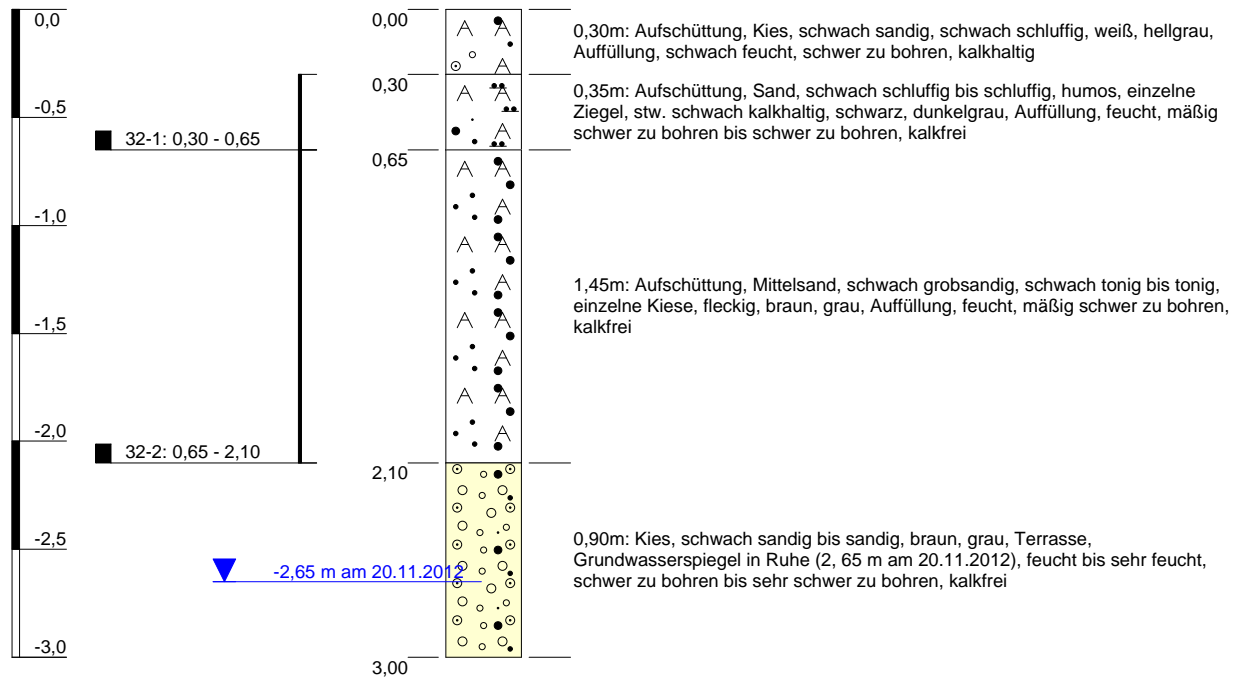 0,0
-0,5
-1,0
-1,5
-2,0
-2,5
-3,0
32-1: 0,30 - 0,65
32-2: 0,65 - 2,10
-2,65 m am 20.11.2012
0,00
0,30
0,65
2,10
3,00
0,30m: Aufschüttung, Kies, schwach sandig, schwach schluffig, weiß, hellgrau,
Auffüllung, schwach feucht, schwer zu bohren, kalkhaltig
0,35m: Aufschüttung, Sand, schwach schluffig bis schluffig, humos, einzelne
Ziegel, stw. schwach kalkhaltig, schwarz, dunkelgrau, Auffüllung, feucht, mäßig
schwer zu bohren bis schwer zu bohren, kalkfrei
1,45m: Aufschüttung, Mittelsand, schwach grobsandig, schwach tonig bis tonig,
einzelne Kiese, fleckig, braun, grau, Auffüllung, feucht, mäßig schwer zu bohren,
kalkfrei
0,90m: Kies, schwach sandig bis sandig, braun, grau, Terrasse,
Grundwasserspiegel in Ruhe (2, 65 m am 20.11.2012), feucht bis sehr feucht,
schwer zu bohren bis sehr schwer zu bohren, kalkfrei